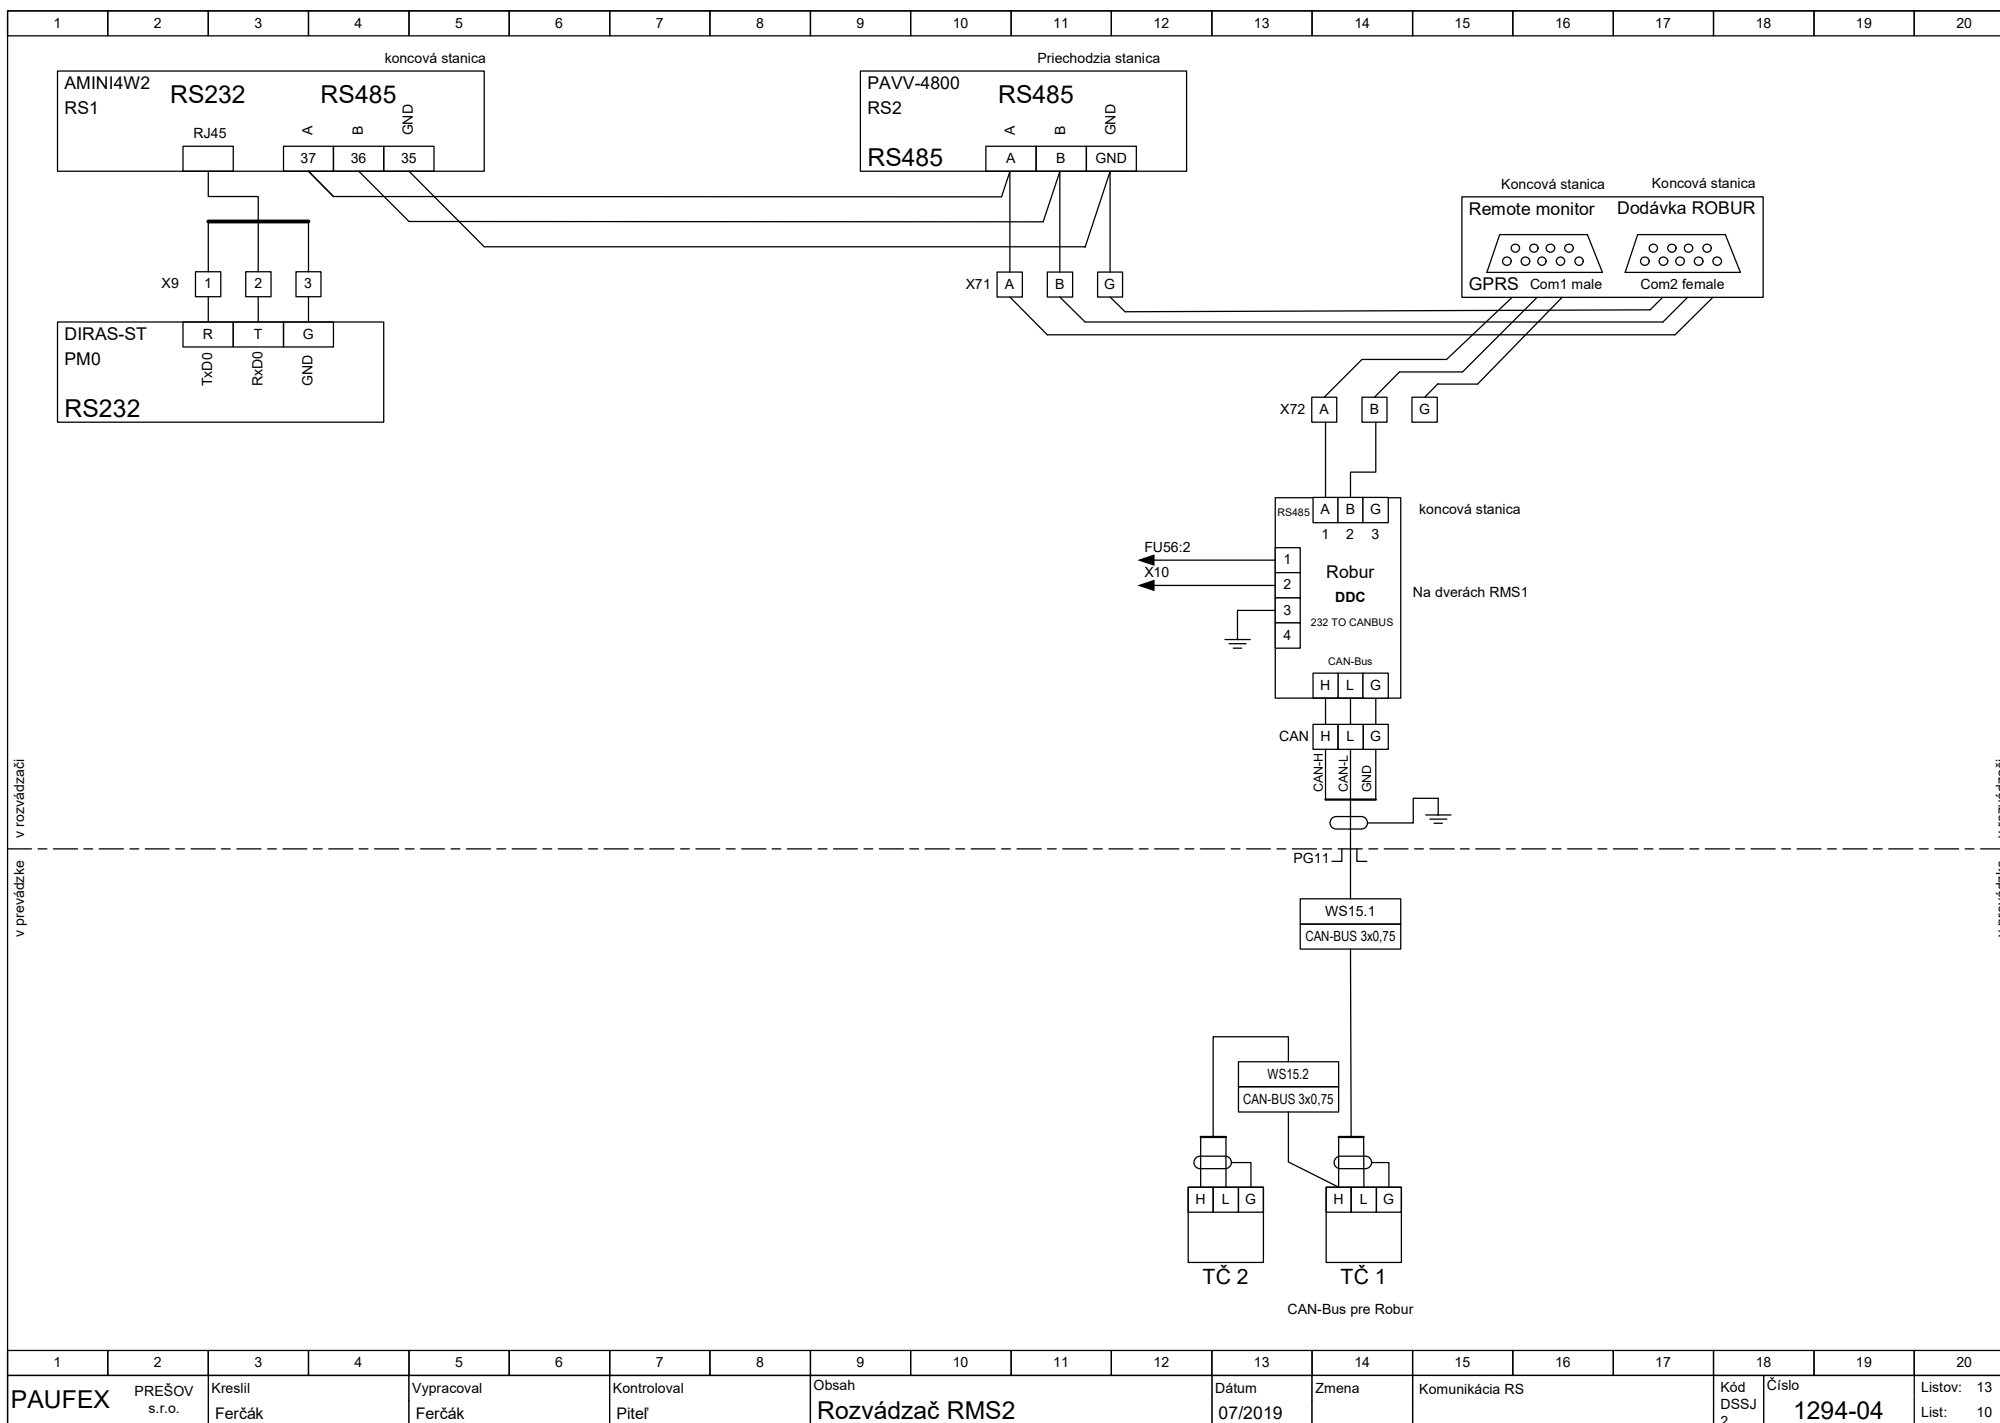 1 2 3 4 5 6 7 8 9 10 11 12 13 14 15 16 17 18 19 20
koncová stanica
AMINI4W2
RS1
RS232
RS485
RJ45
A B GND
37 36 35
Priechodzia stanica
PAVV-4800
RS2
RS485
A B GND
RS485
A B GND
Koncová stanica Koncová stanica
Remote monitor Dodávka ROBUR
GPRS Com1 male Com2 female
X9 1 2 3
X71 A B G
DIRAS-ST
PM0
R T G
TxD0 RxD0 GND
RS232
X72 A B G
RS485 A B G
1 2 3
koncová stanica
FU56:2
X10
1
2
3
4
Robur
DDC
232 TO CANBUS
Na dverách RMS1
CAN-Bus
H L G
CAN H L G
CAN-H CAN-L GND
v rozvádzači
v prevádzke
PG11
WS15.1
CAN-BUS 3x0,75
WS15.2
CAN-BUS 3x0,75
H L G
H L G
TČ 2
TČ 1
CAN-Bus pre Robur
1 2 3 4 5 6 7 8 9 10 11 12 13 14 15 16 17 18 19 20
PAUFEX
PREŠOV
s.r.o.
Kreslil
Ferčák
Vypracoval
Ferčák
Kontroloval
Piteľ
Obsah
Rozvádzač RMS2
Dátum
07/2019
Zmena
Komunikácia RS
Kód
DSSJ
2
Číslo
1294-04
Listov: 13
List: 10